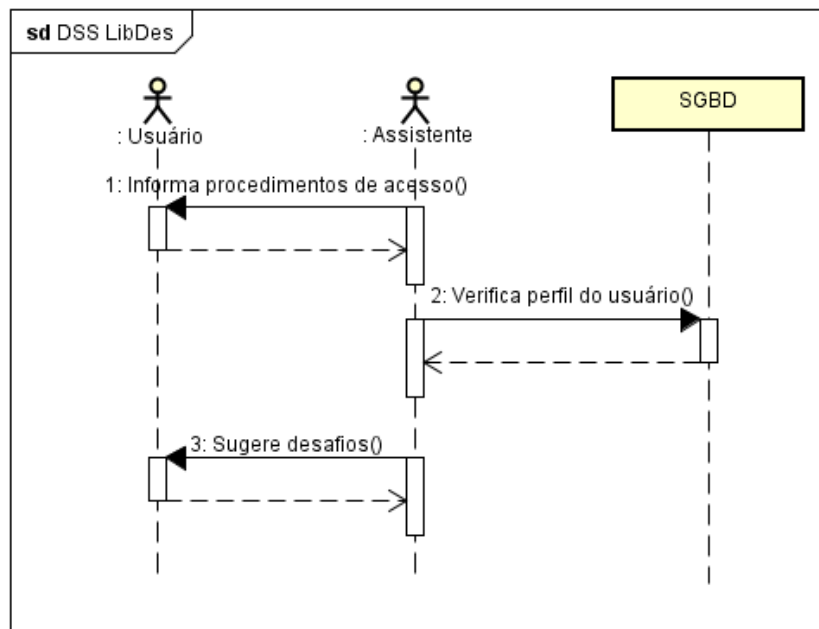 sd DSS LibDes
: Usuário
: Assistente
SGBD
1: Informa procedimentos de acesso()
2: Verifica perfil do usuário()
3: Sugere desafios()